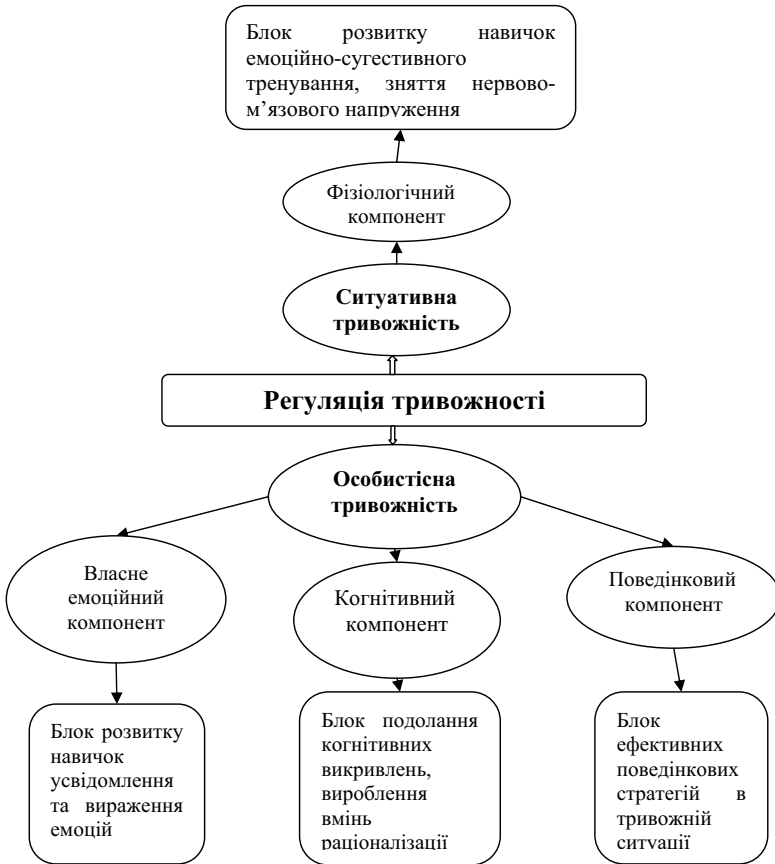 Блок розвитку навичок
емоційно-сугестивного
тренування, зняття нервово-
м’язового напруження
Фізіологічний
компонент
Ситуативна
тривожність
Регуляція тривожності
Особистісна
тривожність
Власне
емоційний
компонент
Когнітивний
компонент
Поведінковий
компонент
Блок розвитку
навичок
усвідомлення
та вираження
емоцій
Блок подолання
когнітивних
викривлень,
вироблення
вмінь
раціоналізації
Блок
ефективних
поведінкових
стратегій в
тривожній
ситуації